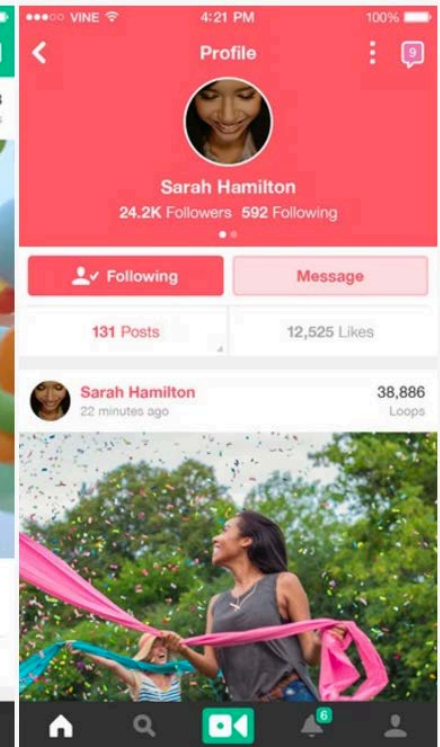 VINE 4:21 PM 100%
Profile
9
Sarah Hamilton
24.2K Followers 592 Following
Following
Message
131 Posts
12,525 Likes
Sarah Hamilton
38,886
22 minutes ago
Loops
6